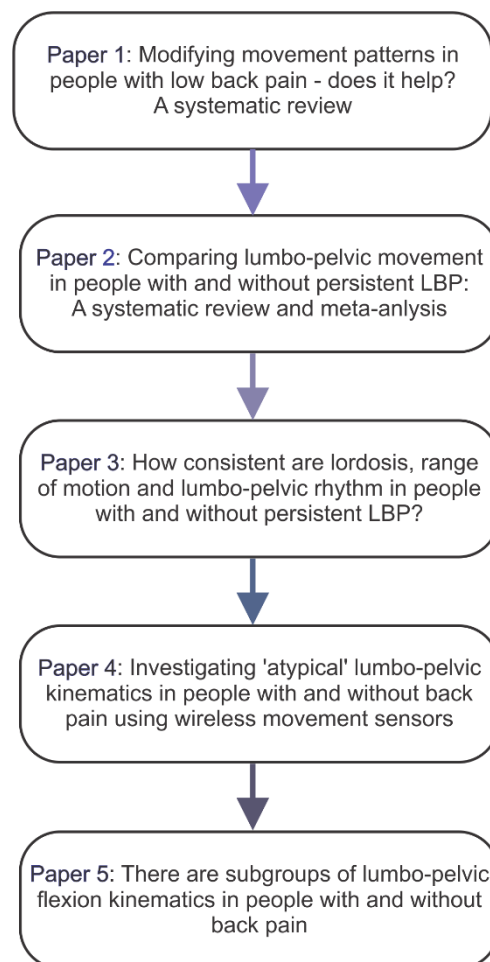 Paper 1: Modifying movement patterns in
people with low back pain - does it help?
A systematic review
Paper 2: Comparing lumbo-pelvic movement
in people with and without persistent LBP:
A systematic review and meta-anlysis
Paper 3: How consistent are lordosis, range
of motion and lumbo-pelvic rhythm in people
with and without persistent LBP?
Paper 4: Investigating 'atypical' lumbo-pelvic
kinematics in people with and without back
pain using wireless movement sensors
Paper 5: There are subgroups of lumbo-pelvic
flexion kinematics in people with and without
back pain